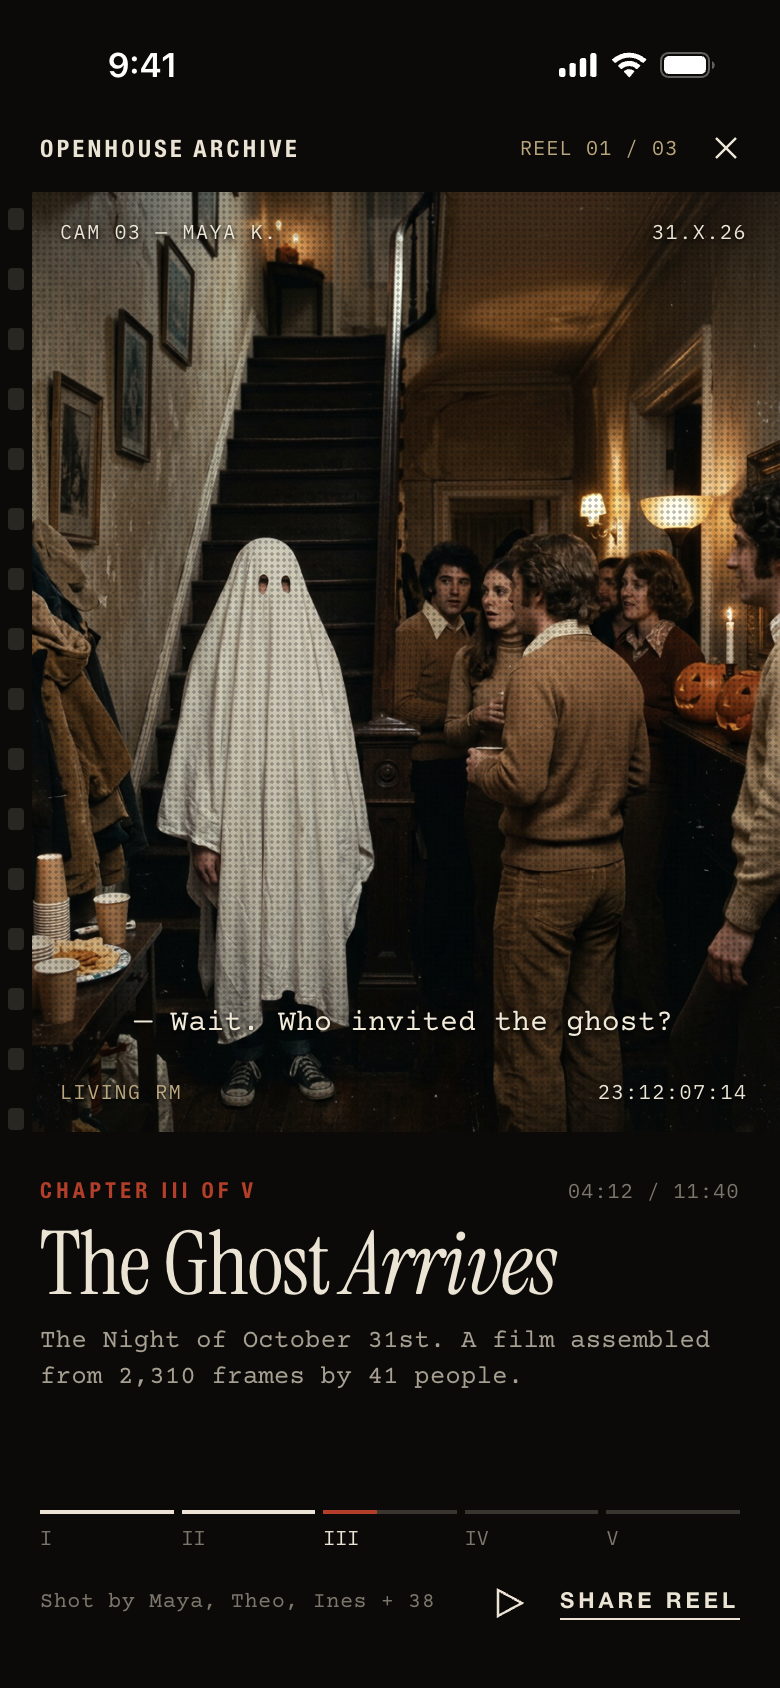 9:41
OPENHOUSE ARCHIVE
REEL 01 / 03
CAM 03 — MAYA K.
31.X.26
— Wait. Who invited the ghost?
LIVING RM
23:12:07:14
CHAPTER III OF V
04:12 / 11:40
The Ghost Arrives
The Night of October 31st. A film assembled
from 2,310 frames by 41 people.
I
II
III
IV
V
Shot by Maya, Theo, Ines + 38
SHARE REEL